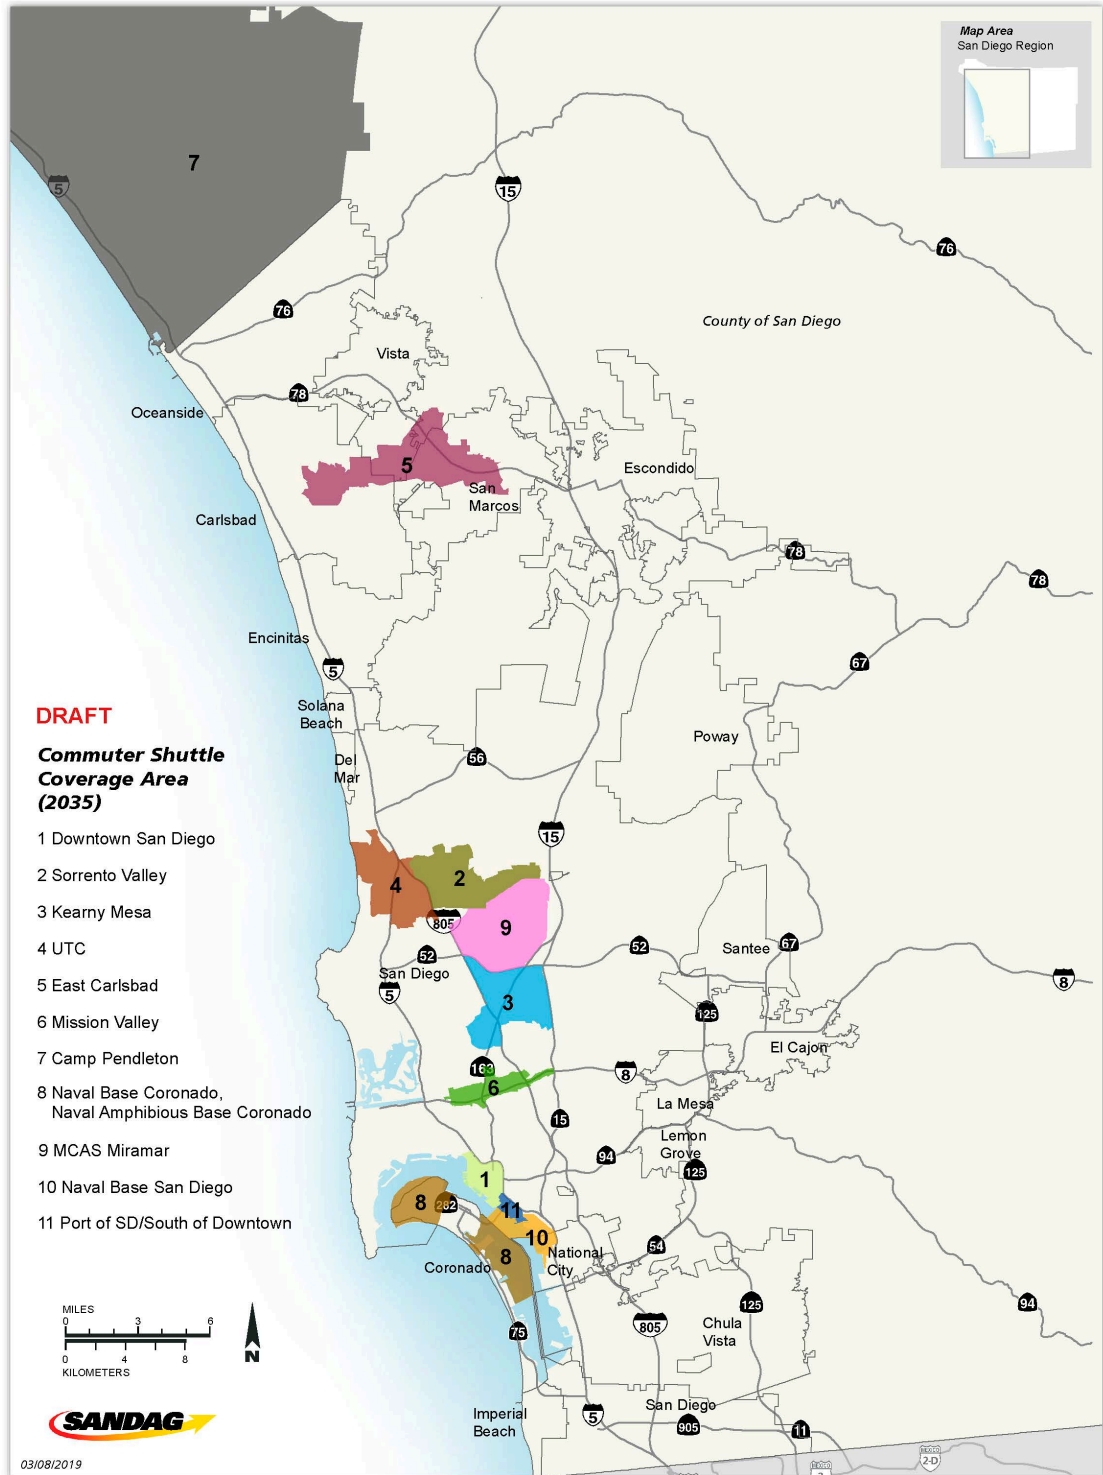 Map Area
San Diego Region
7
5
15
76
76
County of San Diego
Vista
78
Oceanside
5
Escondido
San
Marcos
Carlsbad
78
78
Encinitas
5
67
Solana
Beach
DRAFT
Poway
Commuter Shuttle
Coverage Area
(2035)
Del
Mar
56
1 Downtown San Diego
15
2 Sorrento Valley
4
2
3 Kearny Mesa
805
9
4 UTC
52
52
Santee
67
San Diego
5
8
5 East Carlsbad
3
125
6 Mission Valley
El Cajon
7 Camp Pendleton
163
8
6
8 Naval Base Coronado,
Naval Amphibious Base Coronado
La Mesa
15
Lemon
Grove
9 MCAS Miramar
94
125
10 Naval Base San Diego
1
8
282
11
11 Port of SD/South of Downtown
10
54
8
National
City
Coronado
MILES
0 3 6
0 4 8
KILOMETERS
N
125
94
75
805
Chula
Vista
SANDAG
Imperial
Beach
5
San Diego
905
11
03/08/2019
MEXICO
2-D
MEXICO
2